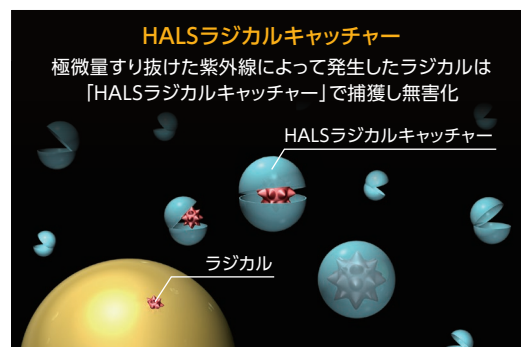 HALSラジカルキャッチャー
極微量すり抜けた紫外線によって発生したラジカルは
「HALSラジカルキャッチャー」で捕獲し無害化
HALSラジカルキャッチャー
ラジカル